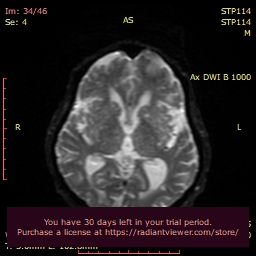 Im: 34/46
STP114
Se: 4
AS
STP114
M
Ax DWI B 1000
R
L
You have 30 days left in your trial period.
Purchase a license at https://radiantviewer.com/store/